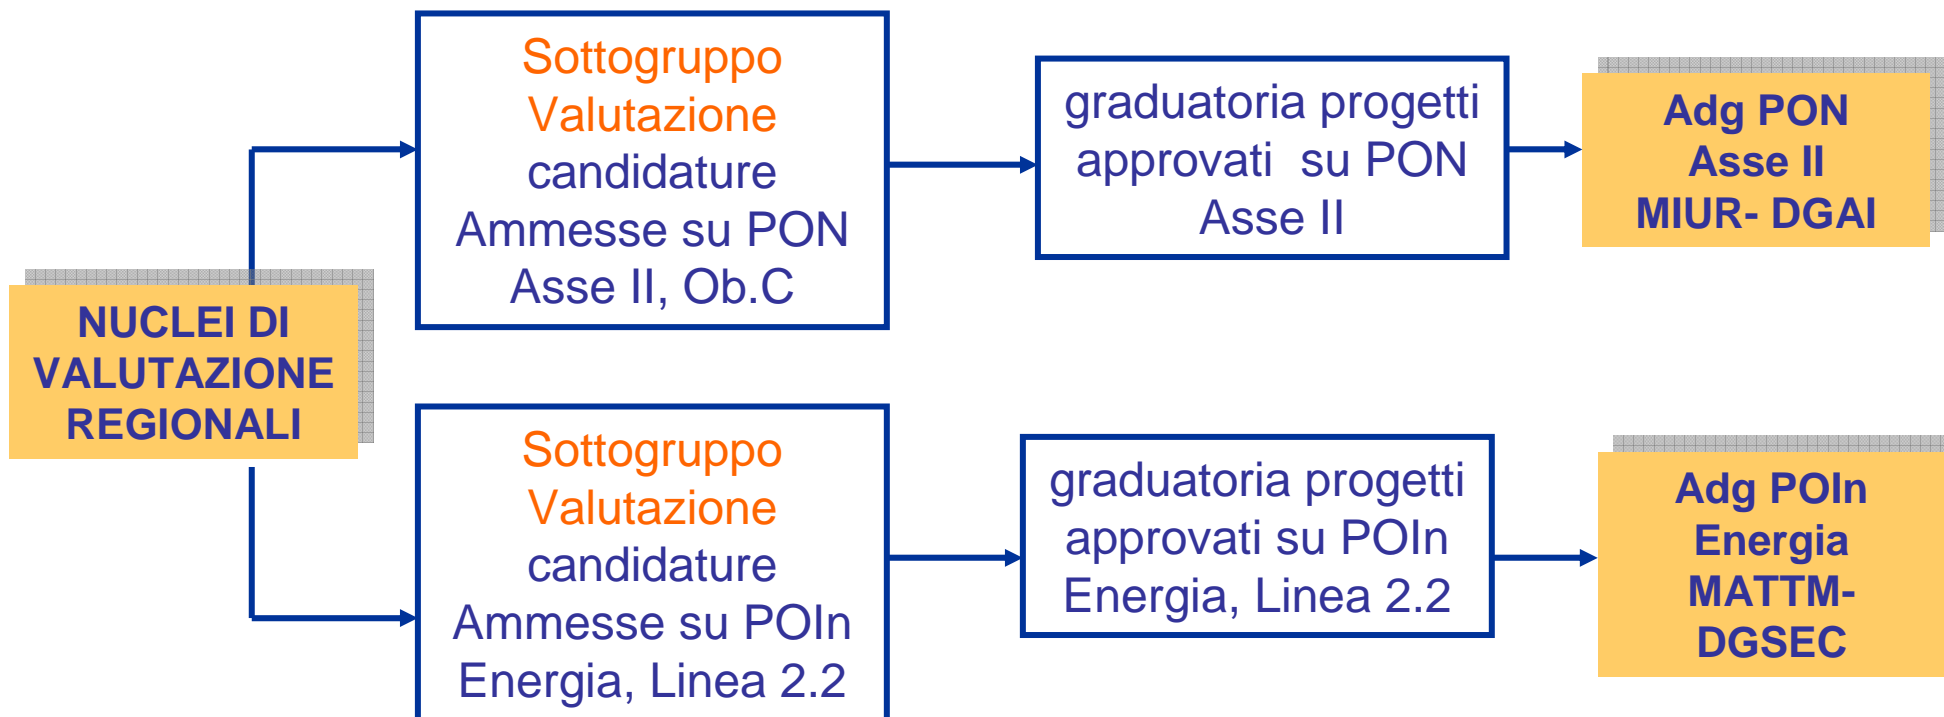 NUCLEI DI
VALUTAZIONE
REGIONALI
Sottogruppo
Valutazione
candidature
Ammesse su PON
Asse II, Ob.C
graduatoria progetti
approvati su PON
Asse II
Adg PON
Asse II
MIUR- DGAI
Sottogruppo
Valutazione
candidature
Ammesse su POIn
Energia, Linea 2.2
graduatoria progetti
approvati su POIn
Energia, Linea 2.2
Adg POIn
Energia
MATTM-
DGSEC